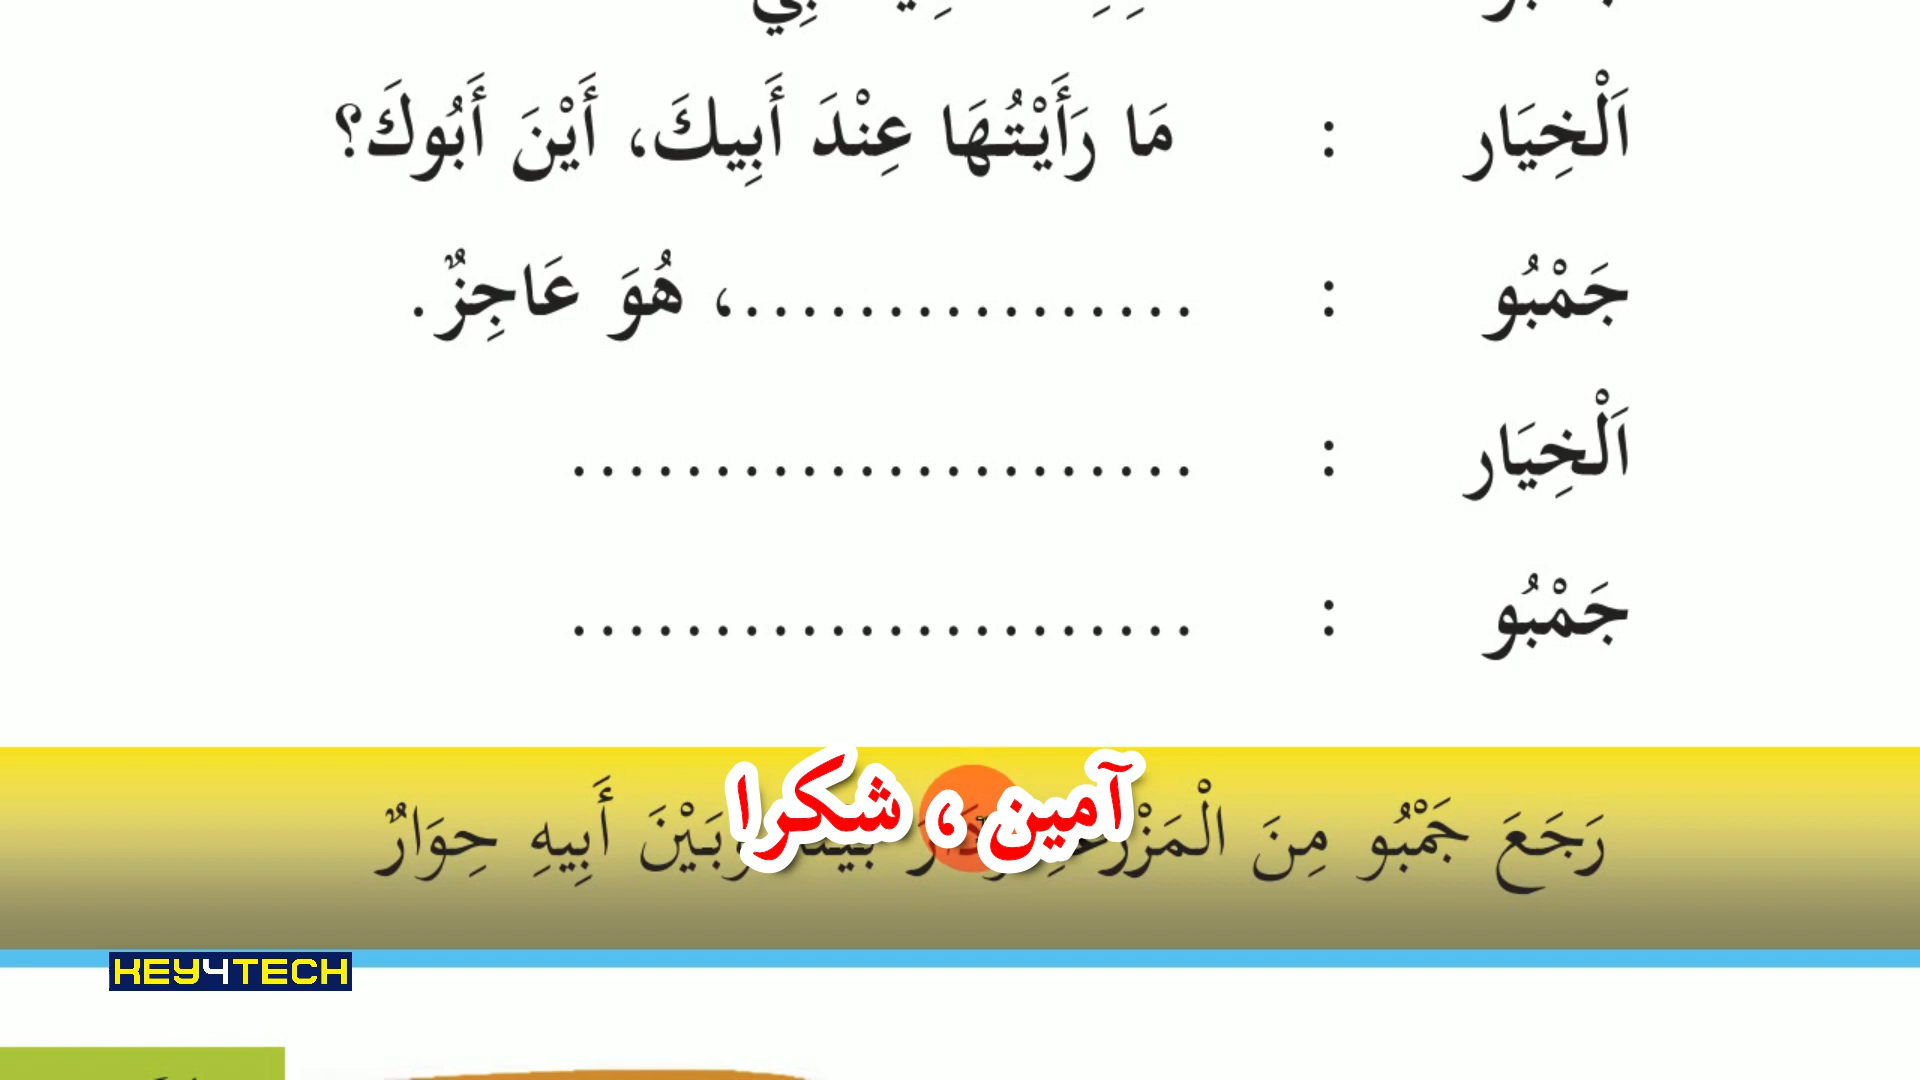 اَلْخِيَار : مَا رَأَيْتُهَا عِنْدَ أَبِيكَ، أَيْنَ أَبُوكَ؟
جَمْبُو : ................، هُوَ عَاجِزٌ.
اَلْخِيَار : ......................
جَمْبُو : ......................
آمين ، شكرا
رَجَعَ جَمْبُو مِنَ الْمَزْرَعَةِ وَبَيْنَ أَبِيهِ حِوَارٌ
KEY4TECH